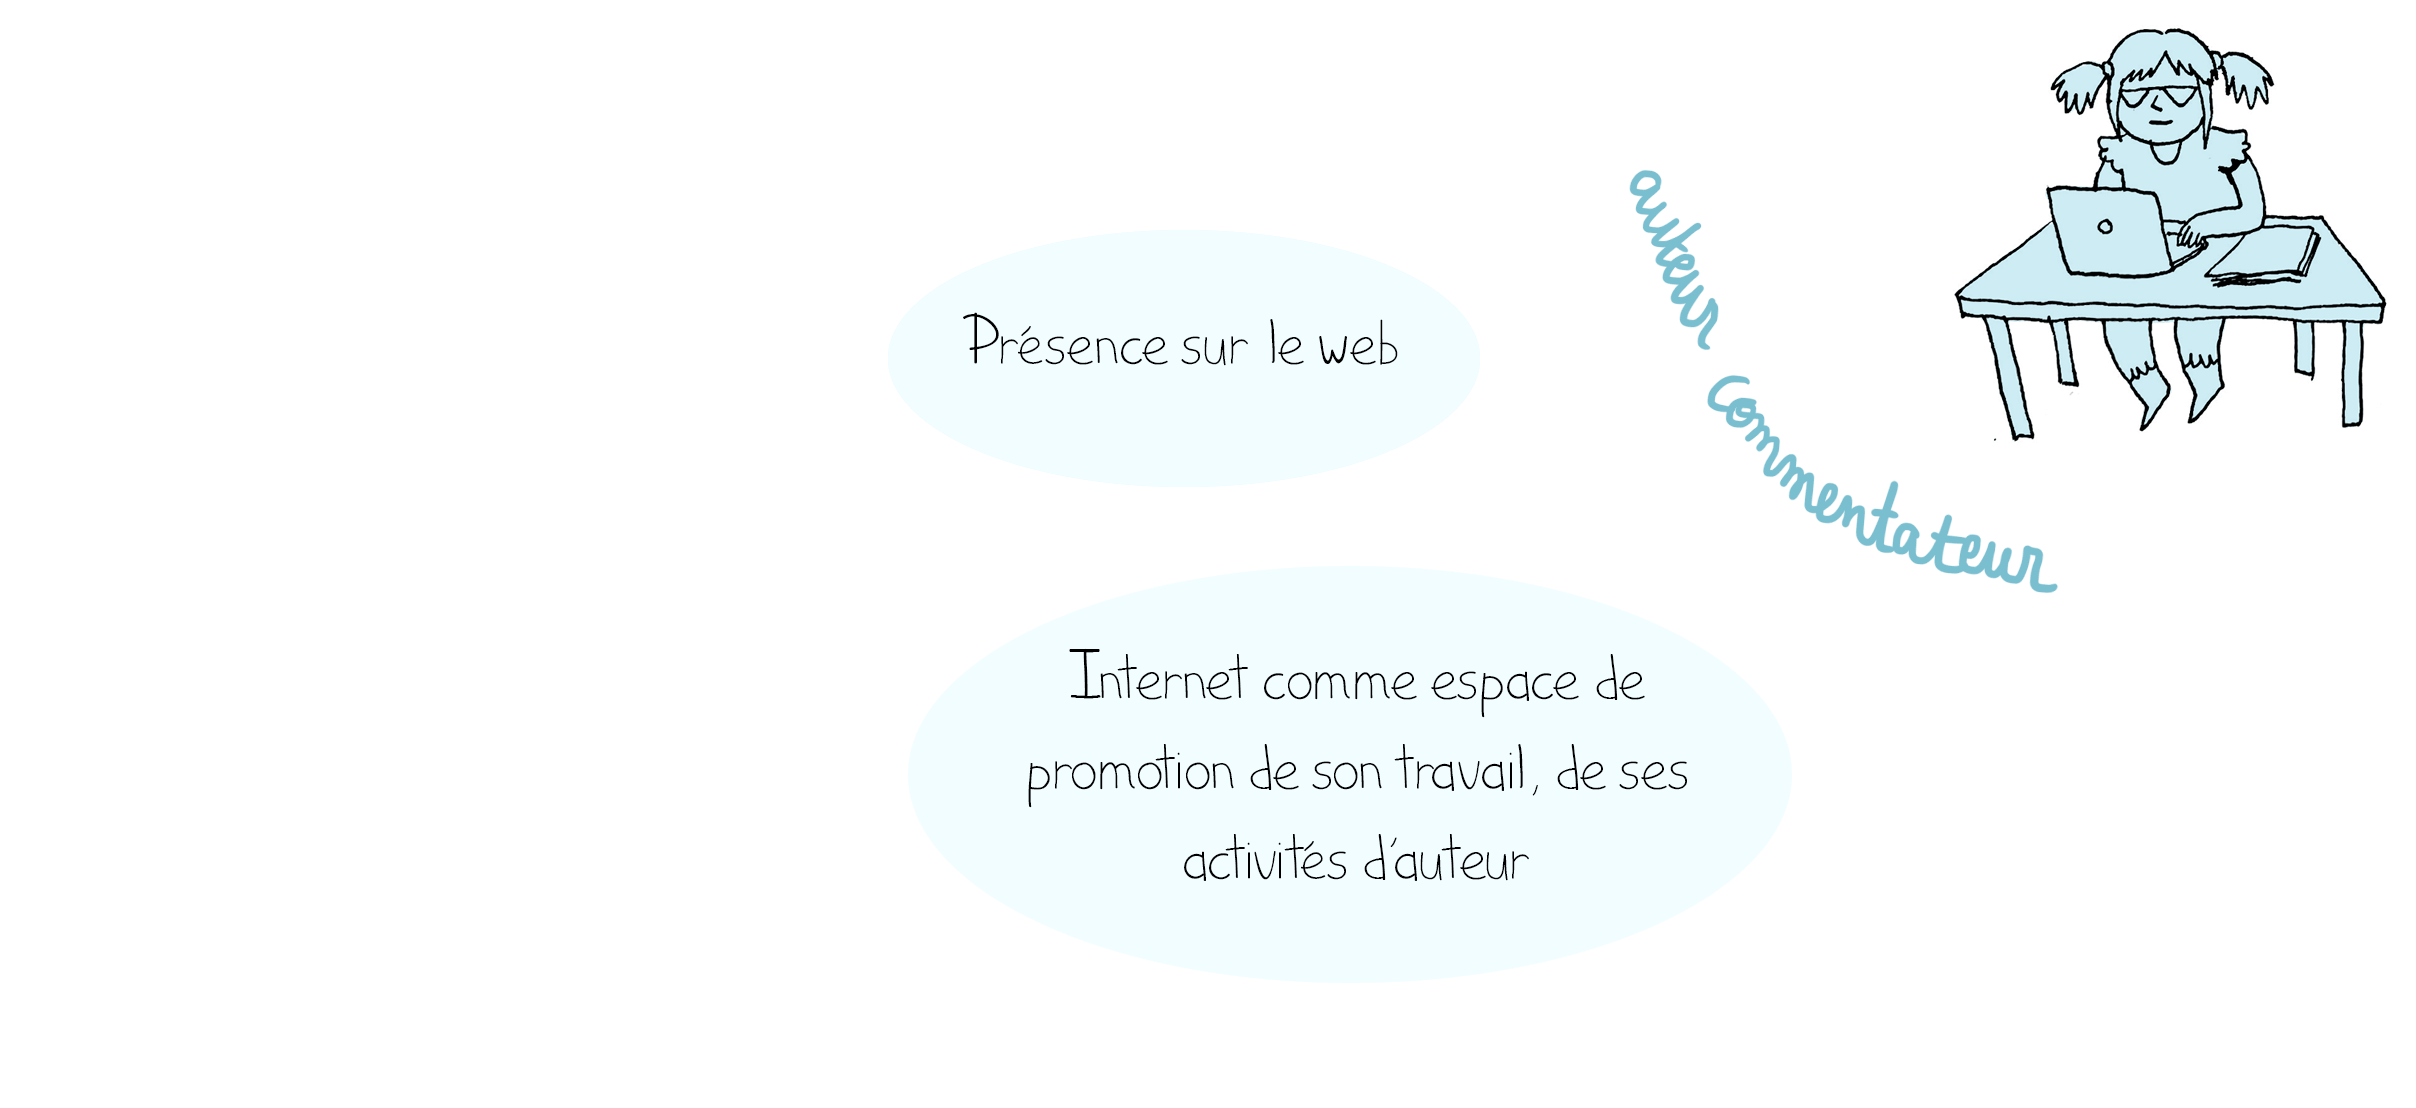 auteur commentateur
Présence sur le web
Internet comme espace de
promotion de son travail, de ses
activités d'auteur